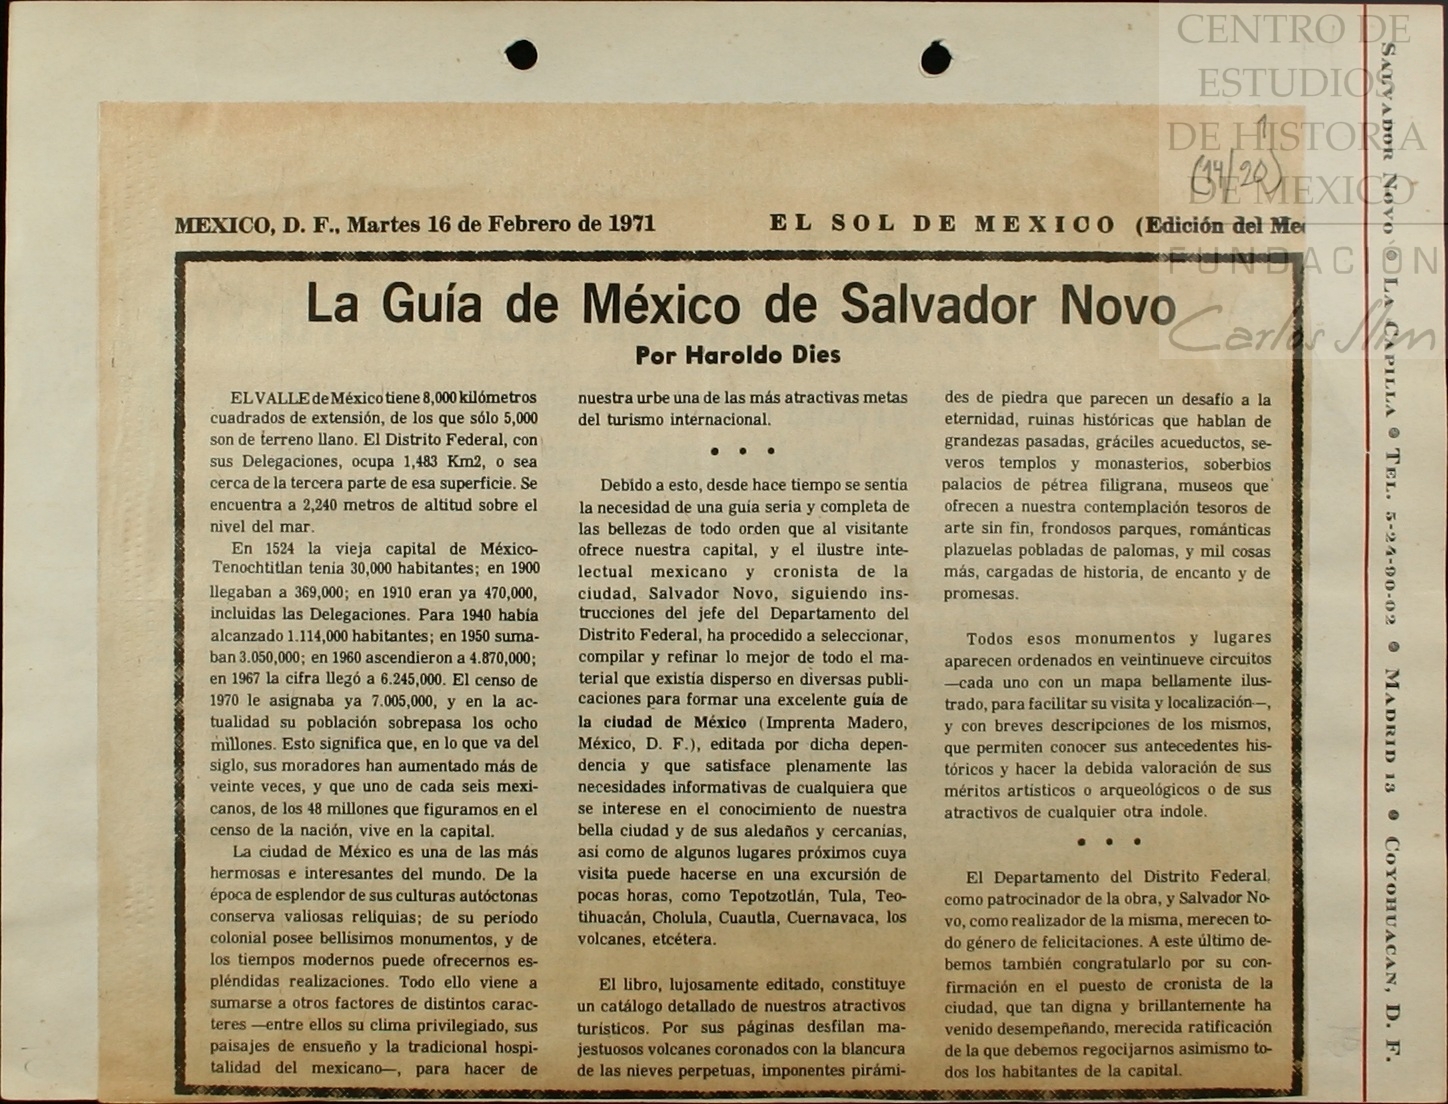 CENTRO DE
ESTUDIOS
DE HISTORIA
DE MEXICO
FUNDACION
Carlos Slim
1
(14/20)
SALVADOR NOVO LA CAPILLA TEL. 5-24-90-02 MADRID 13 COYOHUACAN, D. F.
MEXICO, D. F., Martes 16 de Febrero de 1971
EL SOL DE MEXICO (Edición del Me
La Guía de México de Salvador Novo
Por Haroldo Dies
EL VALLE de México tiene 8,000 kilómetros
cuadrados de extensión, de los que sólo 5,000
son de terreno llano. El Distrito Federal, con
sus Delegaciones, ocupa 1,483 Km2, o sea
cerca de la tercera parte de esa superficie. Se
encuentra a 2,240 metros de altitud sobre el
nivel del mar.
En 1524 la vieja capital de México-
Tenochtitlan tenía 30,000 habitantes; en 1900
llegaban a 369,000; en 1910 eran ya 470,000,
incluidas las Delegaciones. Para 1940 había
alcanzado 1.114,000 habitantes; en 1950 suma-
ban 3.050,000; en 1960 ascendieron a 4.870,000;
en 1967 la cifra llegó a 6.245,000. El censo de
1970 le asignaba ya 7.005,000, y en la ac-
tualidad su población sobrepasa los ocho
millones. Esto significa que, en lo que va del
siglo, sus moradores han aumentado más de
veinte veces, y que uno de cada seis mexi-
canos, de los 48 millones que figuramos en el
censo de la nación, vive en la capital.
La ciudad de México es una de las más
hermosas e interesantes del mundo. De la
época de esplendor de sus culturas autóctonas
conserva valiosas reliquias; de su período
colonial posee bellísimos monumentos, y de
los tiempos modernos puede ofrecernos es-
pléndidas realizaciones. Todo ello viene a
sumarse a otros factores de distintos carac-
teres —entre ellos su clima privilegiado, sus
paisajes de ensueño y la tradicional hospi-
talidad del mexicano—, para hacer de
nuestra urbe una de las más atractivas metas
del turismo internacional.
• • •
Debido a esto, desde hace tiempo se sentía
la necesidad de una guía seria y completa de
las bellezas de todo orden que al visitante
ofrece nuestra capital, y el ilustre inte-
lectual mexicano y cronista de la
ciudad, Salvador Novo, siguiendo ins-
trucciones del jefe del Departamento del
Distrito Federal, ha procedido a seleccionar,
compilar y refinar lo mejor de todo el ma-
terial que existía disperso en diversas publi-
caciones para formar una excelente guía de
la ciudad de México (Imprenta Madero,
México, D. F.), editada por dicha depen-
dencia y que satisface plenamente las
necesidades informativas de cualquiera que
se interese en el conocimiento de nuestra
bella ciudad y de sus aledaños y cercanías,
así como de algunos lugares próximos cuya
visita puede hacerse en una excursión de
pocas horas, como Tepotzotlán, Tula, Teo-
tihuacán, Cholula, Cuautla, Cuernavaca, los
volcanes, etcétera.
El libro, lujosamente editado, constituye
un catálogo detallado de nuestros atractivos
turísticos. Por sus páginas desfilan ma-
jestuosos volcanes coronados con la blancura
de las nieves perpetuas, imponentes pirámi-
des de piedra que parecen un desafío a la
eternidad, ruinas históricas que hablan de
grandezas pasadas, gráciles acueductos, se-
veros templos y monasterios, soberbios
palacios de pétrea filigrana, museos que
ofrecen a nuestra contemplación tesoros de
arte sin fin, frondosos parques, románticas
plazuelas pobladas de palomas, y mil cosas
más, cargadas de historia, de encanto y de
promesas.
Todos esos monumentos y lugares
aparecen ordenados en veintinueve circuitos
—cada uno con un mapa bellamente ilus-
trado, para facilitar su visita y localización—,
y con breves descripciones de los mismos,
que permiten conocer sus antecedentes his-
tóricos y hacer la debida valoración de sus
méritos artísticos o arqueológicos o de sus
atractivos de cualquier otra índole.
• • •
El Departamento del Distrito Federal,
como patrocinador de la obra, y Salvador No-
vo, como realizador de la misma, merecen to-
do género de felicitaciones. A este último de-
bemos también congratularlo por su con-
firmación en el puesto de cronista de la
ciudad, que tan digna y brillantemente ha
venido desempeñando, merecida ratificación
de la que debemos regocijarnos asimismo to-
dos los habitantes de la capital.